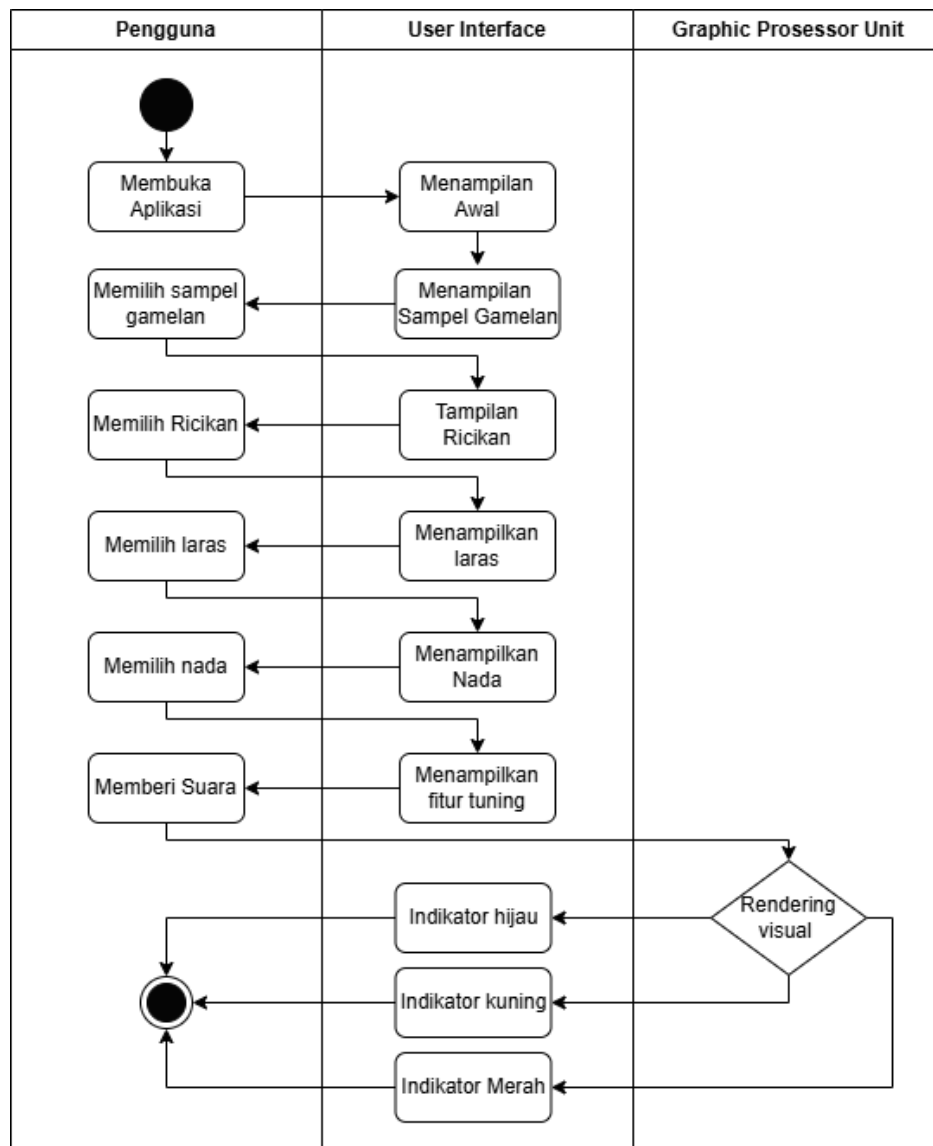 Pengguna
User Interface
Graphic Prosessor Unit
Membuka
Aplikasi
Menampilan
Awal
Memilih sampel
gamelan
Menampilan
Sampel Gamelan
Memilih Ricikan
Tampilan
Ricikan
Memilih laras
Menampilkan
laras
Memilih nada
Menampilkan
Nada
Memberi Suara
Menampilkan
fitur tuning
Rendering
visual
Indikator hijau
Indikator kuning
Indikator Merah